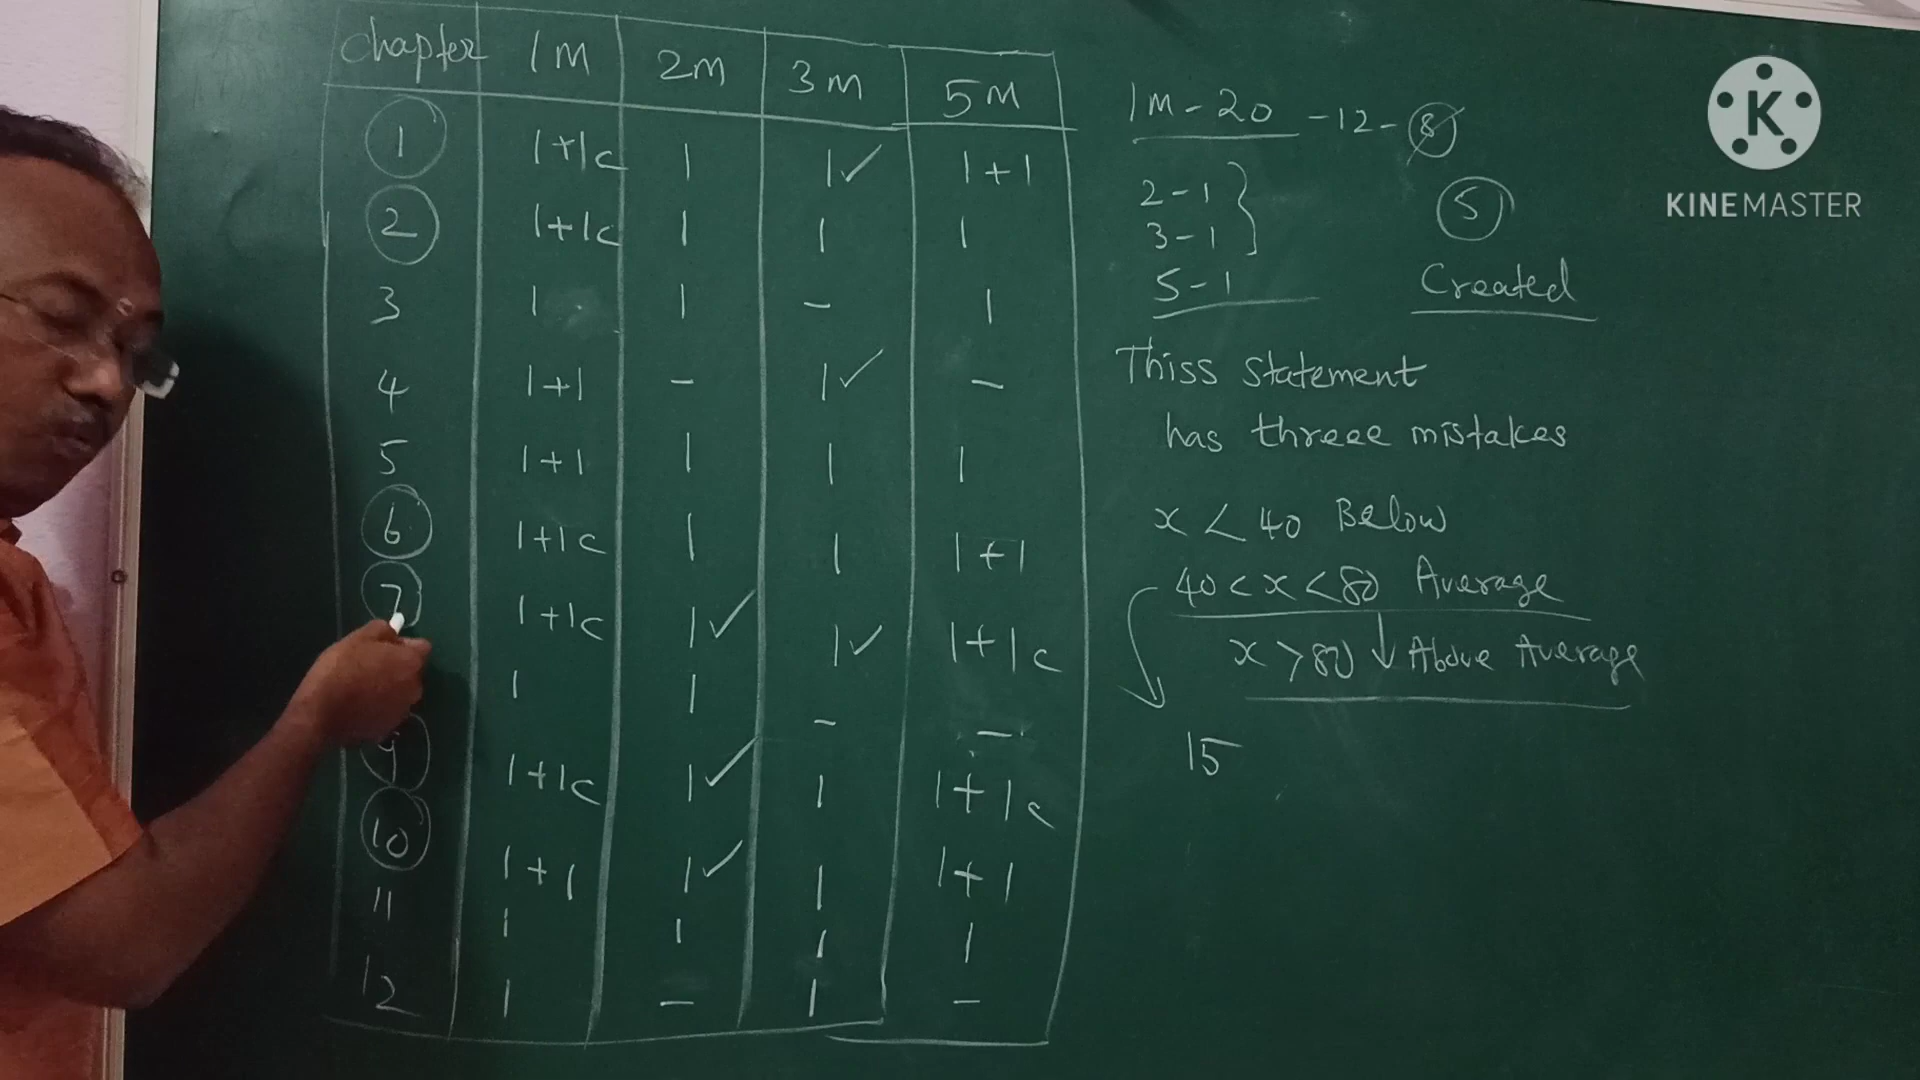 chapter 1M 2M 3M 5M
1 1+1c 1 1✓ 1+1
2 1+1c 1 1 1
3 1 1 – 1
4 1+1 – 1✓ –
5 1+1 1 1 1
6 1+1c 1 1 1+1
7 1+1c 1✓ 1✓ 1+1c
1 1 – –
9 1+1c 1✓ 1 1+1c
10 1+1 1✓ 1 1+1
11 1 1 1 1
12 1 – 1 –
1M-20 -12-8
2-1
3-1
5-1
5
Created
Thiss statement
has threee mistakes
x < 40 Below
40 < x < 80 Average
x > 80 ↓ Above Average
15
K
KINEMASTER